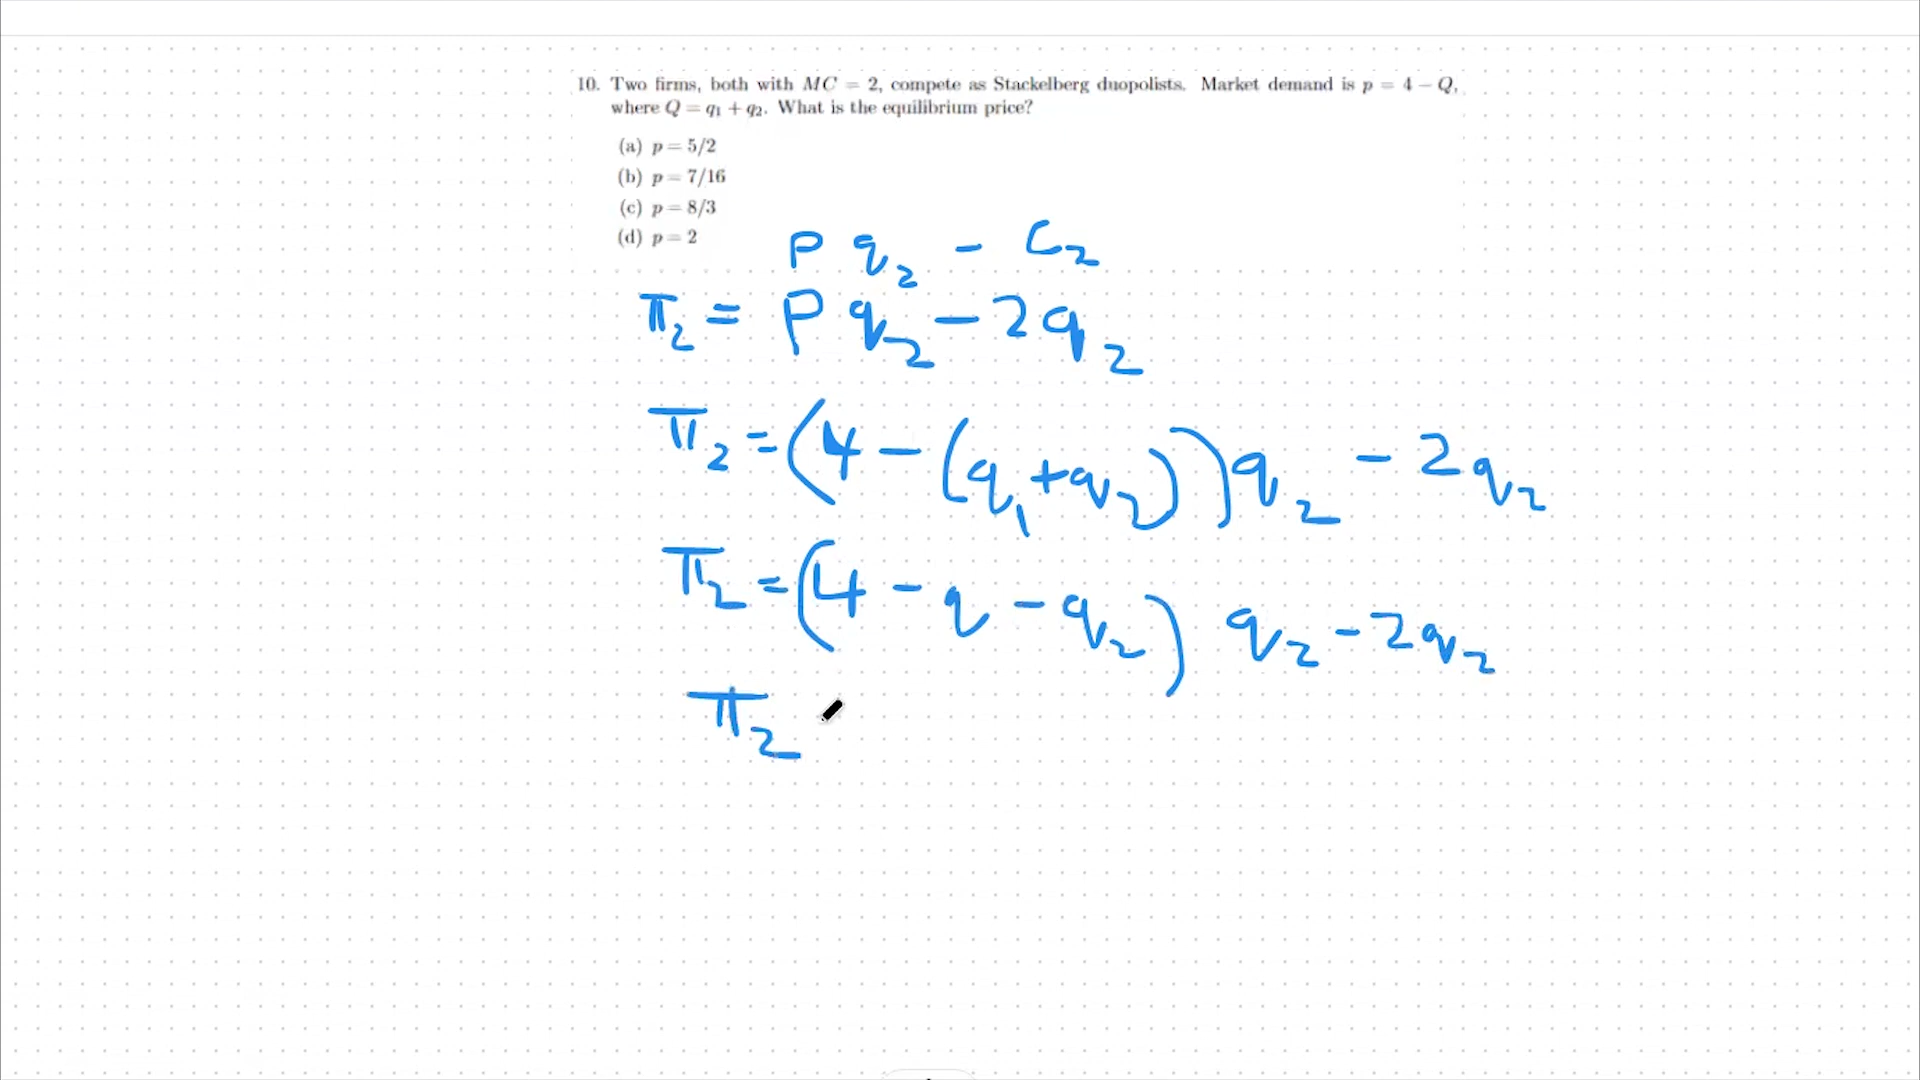 10. Two firms, both with MC = 2, compete as Stackelberg duopolists. Market demand is p = 4 − Q,
where Q = q₁ + q₂. What is the equilibrium price?
(a) p = 5/2
(b) p = 7/16
(c) p = 8/3
(d) p = 2
P q₂ − C₂
π₂ = P q₂ − 2q₂
π₂ = (4 − (q₁+q₂))q₂ − 2q₂
π₂ = (4 − q − q₂) q₂ − 2q₂
π₂